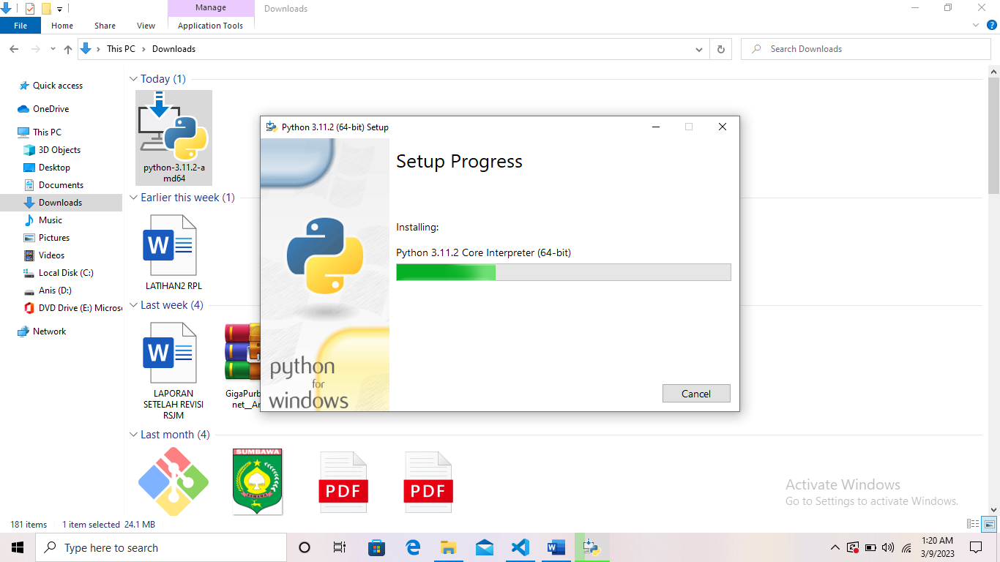 Manage
Downloads
File
Home
Share
View
Application Tools
This PC
Downloads
Search Downloads
Quick access
OneDrive
This PC
3D Objects
Desktop
Documents
Downloads
Music
Pictures
Videos
Local Disk (C:)
Anis (D:)
DVD Drive (E:) Micros
Network
Today (1)
python-3.11.2-a
md64
Earlier this week (1)
LATIHAN2 RPL
Last week (4)
LAPORAN
SETELAH REVISI
RSJM
GigaPurb
net__Ar
Last month (4)
SUMBAWA
PDF
PDF
Python 3.11.2 (64-bit) Setup
Setup Progress
Installing:
Python 3.11.2 Core Interpreter (64-bit)
python
for
windows
Cancel
Activate Windows
Go to Settings to activate Windows.
181 items
1 item selected 24.1 MB
Type here to search
1:20 AM
3/9/2023